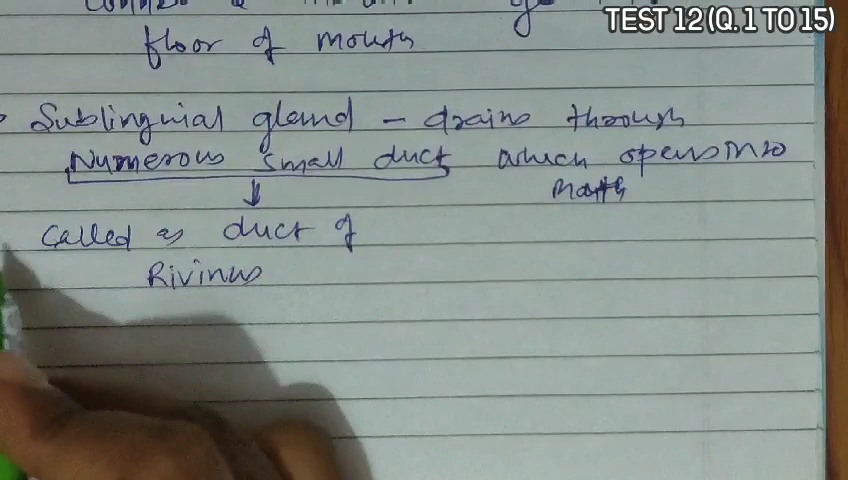 TEST 12 (Q. 1 TO 15)
floor of mouth
Sublingual gland - drains through
Numerous small duct which opens into
mouth
Called as duct of
Rivinus